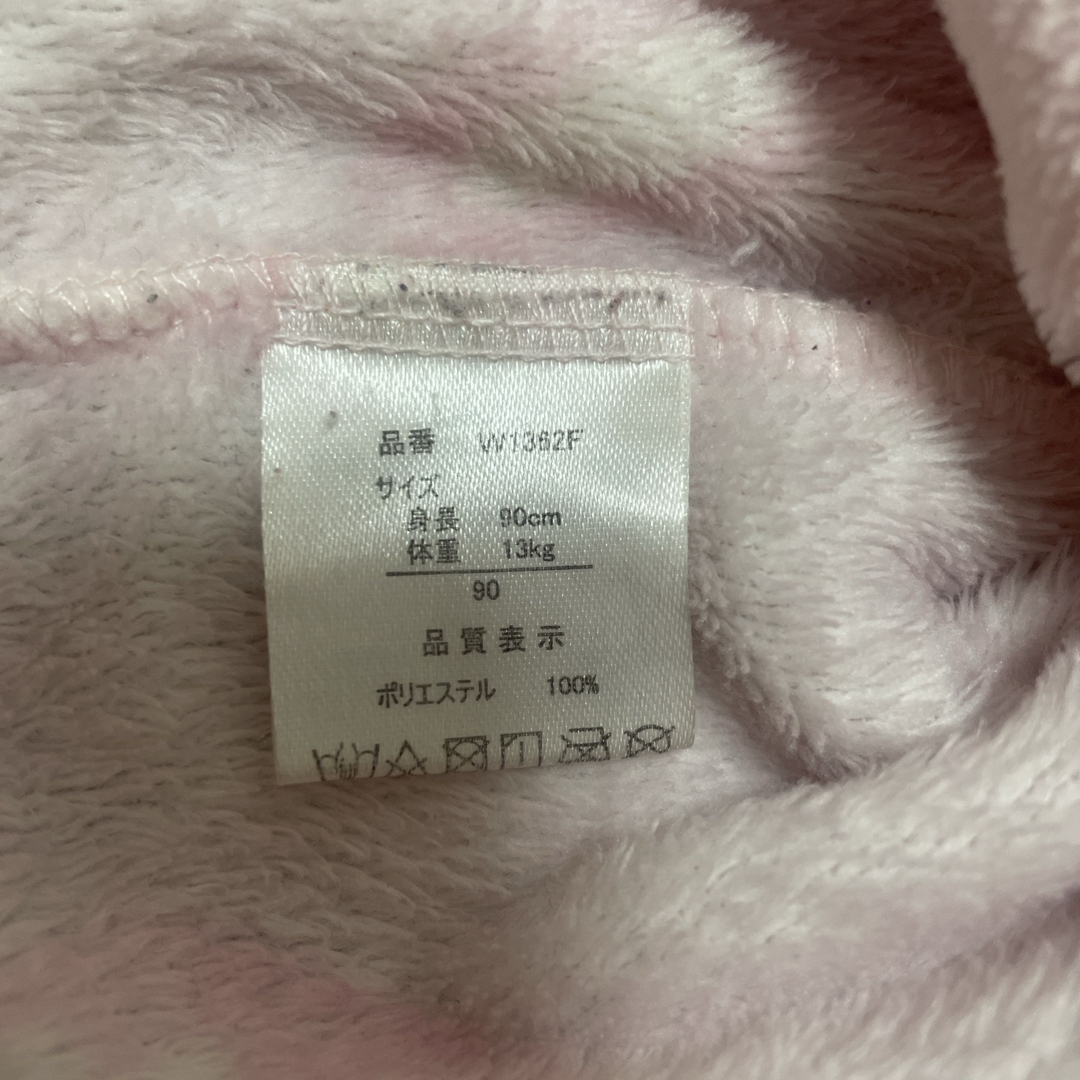 品番 W1362F
サイズ
身長 90cm
体重 13kg
90
品質表示
ポリエステル 100%